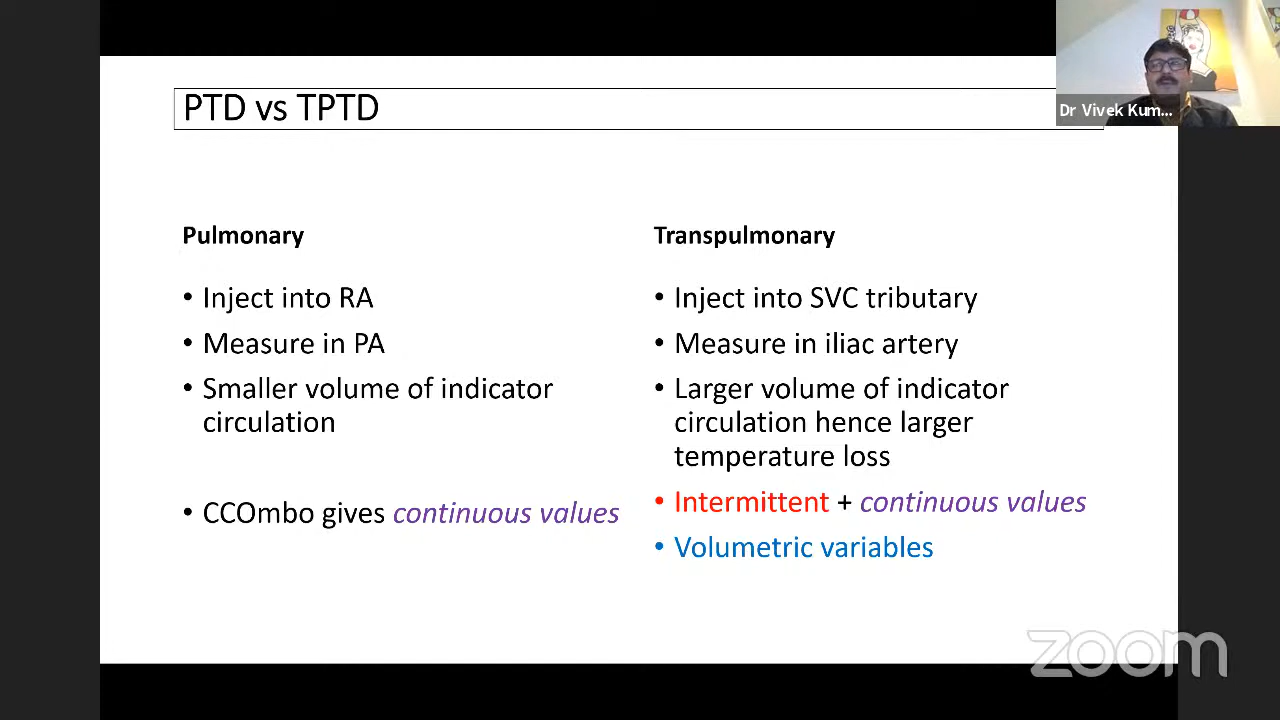 PTD vs TPTD
Dr Vivek Kum...
Pulmonary
• Inject into RA
• Measure in PA
• Smaller volume of indicator
circulation
• CCOmbo gives continuous values
Transpulmonary
• Inject into SVC tributary
• Measure in iliac artery
• Larger volume of indicator
circulation hence larger
temperature loss
• Intermittent + continuous values
• Volumetric variables
zoom